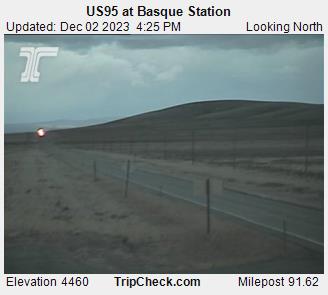 US95 at Basque Station
Updated: Dec 02 2023 4:25 PM Looking North
Elevation 4460 TripCheck.com Milepost 91.62